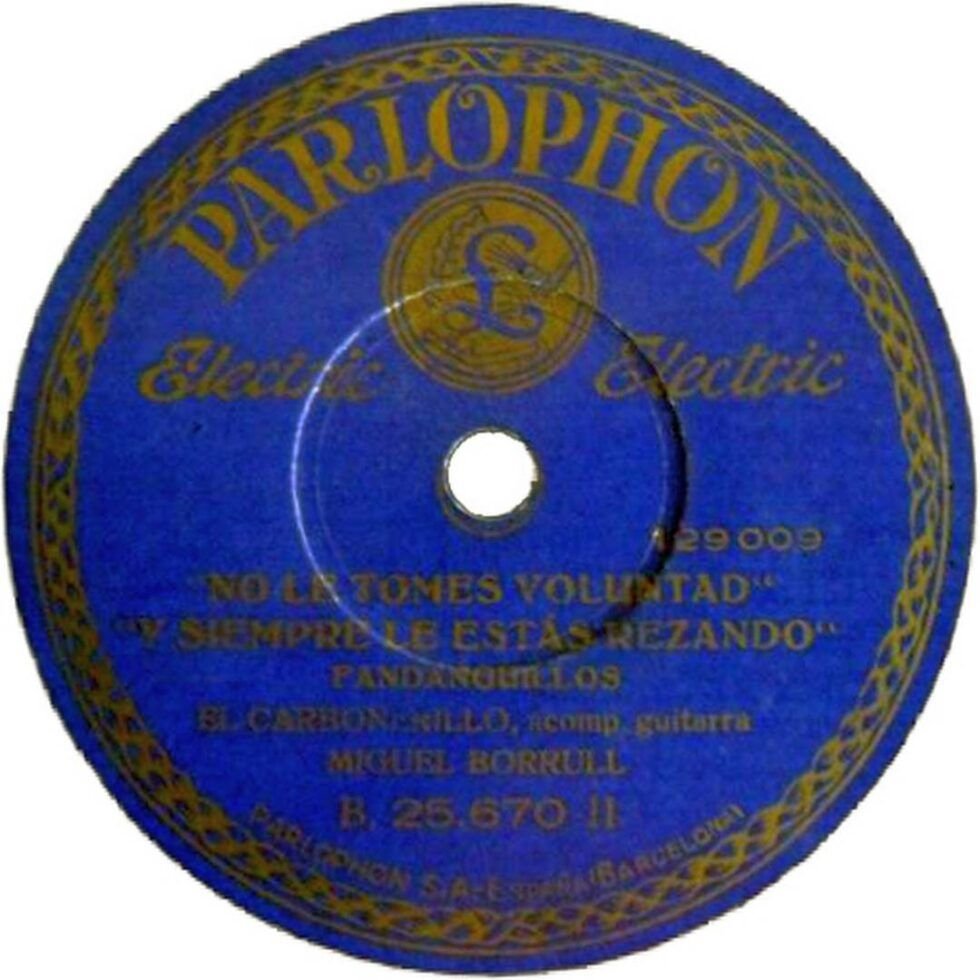 PARLOPHON
£
Electric Electric
129009
"NO LE TOMES VOLUNTAD“
"Y SIEMPRE LE ESTÁS REZANDO“
FANDANGUILLOS
EL CARBONERILLO, acomp. guitarra
MIGUEL BORRULL
B. 25.670 II
PARLOPHON S.A-ESPAÑA (BARCELONA)